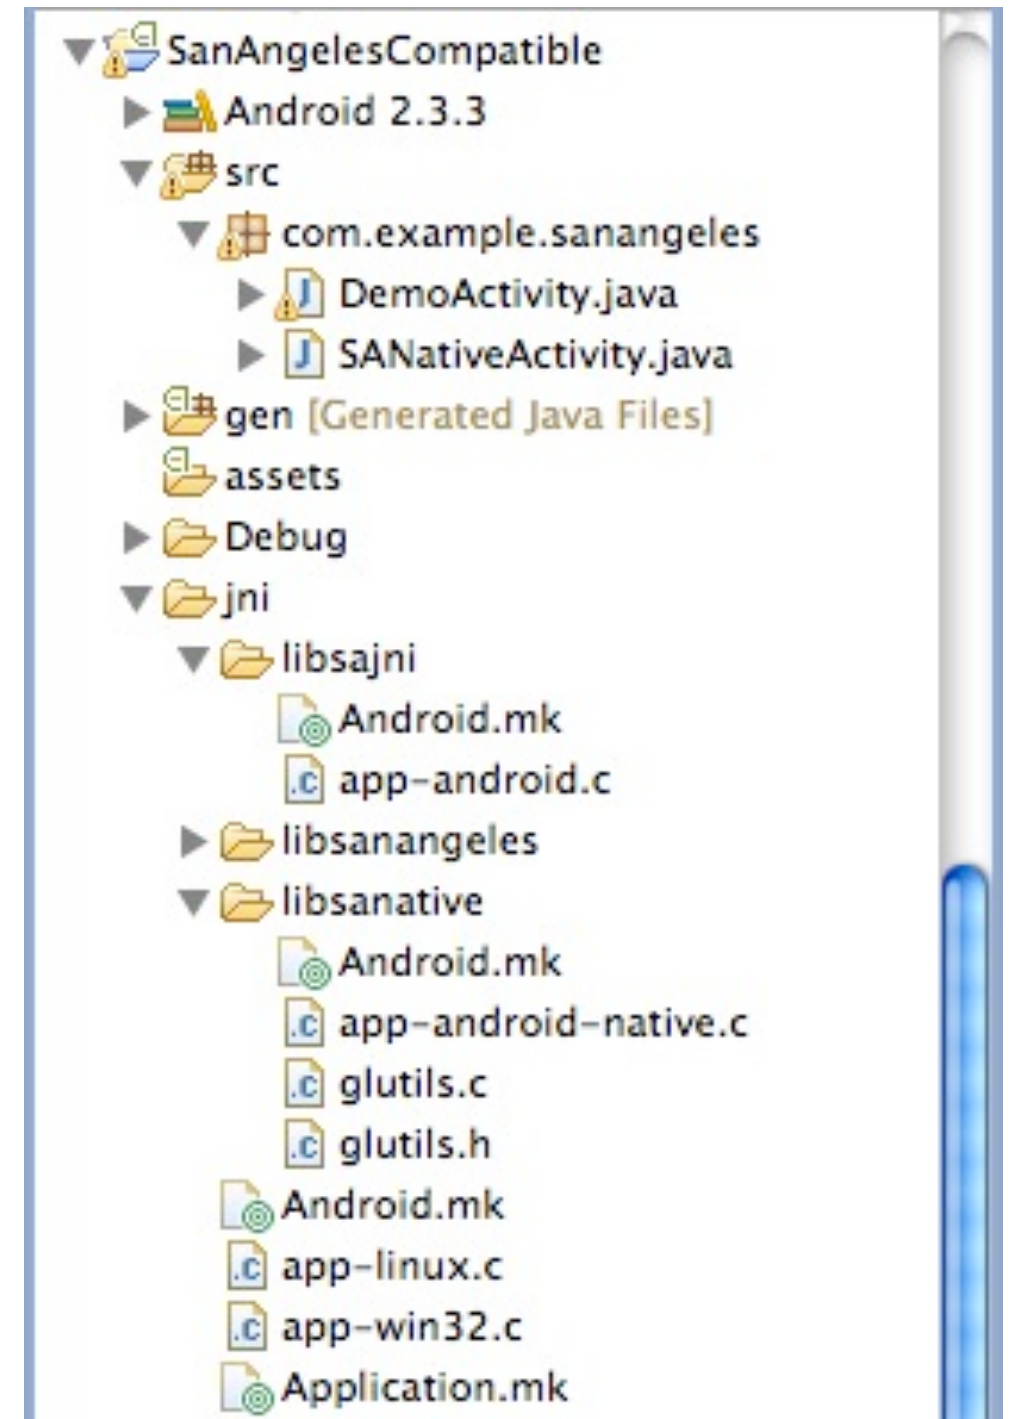 SanAngelesCompatible
Android 2.3.3
src
com.example.sanangeles
DemoActivity.java
SANativeActivity.java
gen [Generated Java Files]
assets
Debug
jni
libsajni
Android.mk
.c app-android.c
libsanangeles
libsanative
Android.mk
.c app-android-native.c
.c glutils.c
.c glutils.h
Android.mk
.c app-linux.c
.c app-win32.c
Application.mk